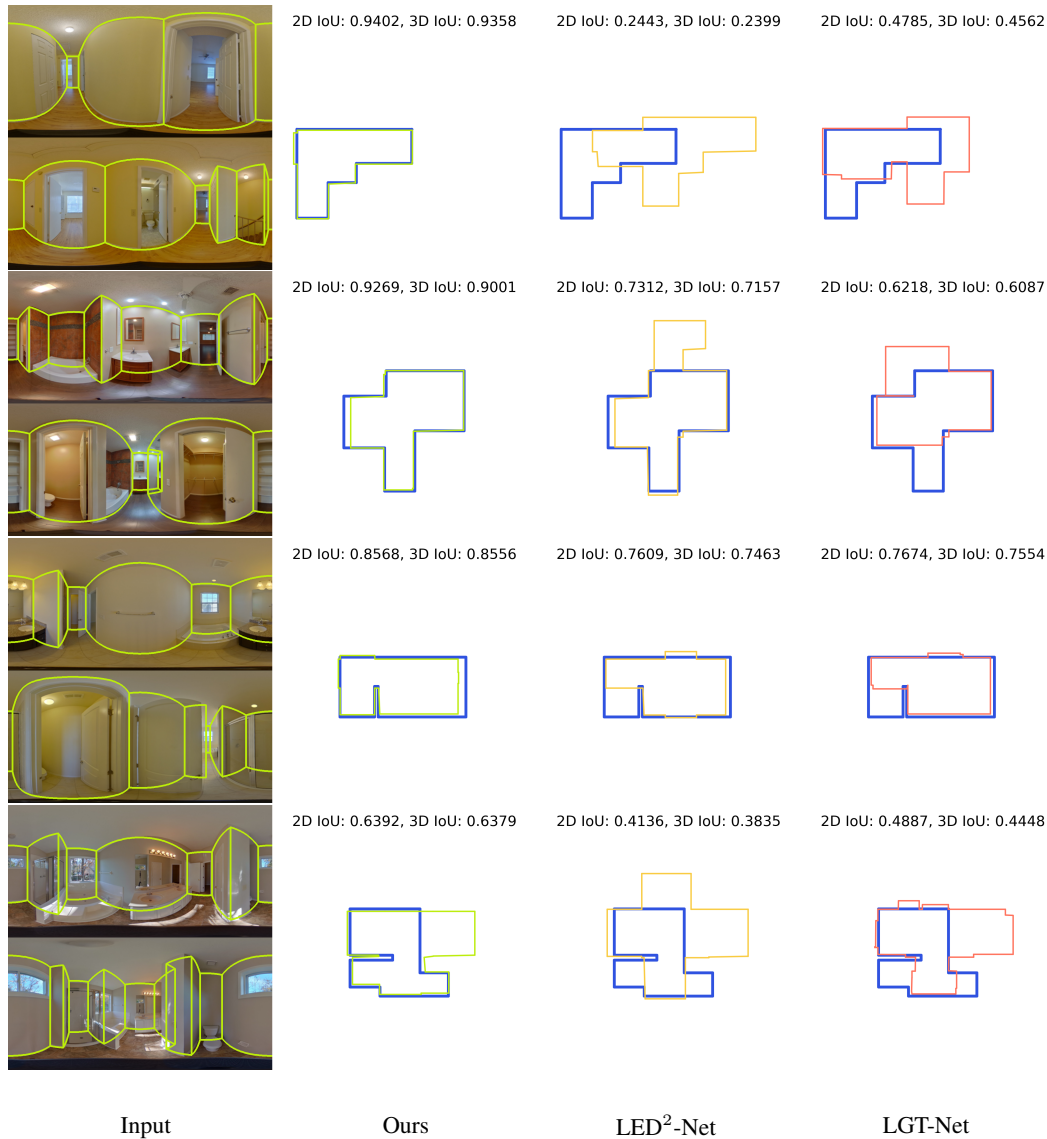 2D IoU: 0.9402, 3D IoU: 0.9358
2D IoU: 0.2443, 3D IoU: 0.2399
2D IoU: 0.4785, 3D IoU: 0.4562
2D IoU: 0.9269, 3D IoU: 0.9001
2D IoU: 0.7312, 3D IoU: 0.7157
2D IoU: 0.6218, 3D IoU: 0.6087
2D IoU: 0.8568, 3D IoU: 0.8556
2D IoU: 0.7609, 3D IoU: 0.7463
2D IoU: 0.7674, 3D IoU: 0.7554
2D IoU: 0.6392, 3D IoU: 0.6379
2D IoU: 0.4136, 3D IoU: 0.3835
2D IoU: 0.4887, 3D IoU: 0.4448
Input
Ours
LED²-Net
LGT-Net